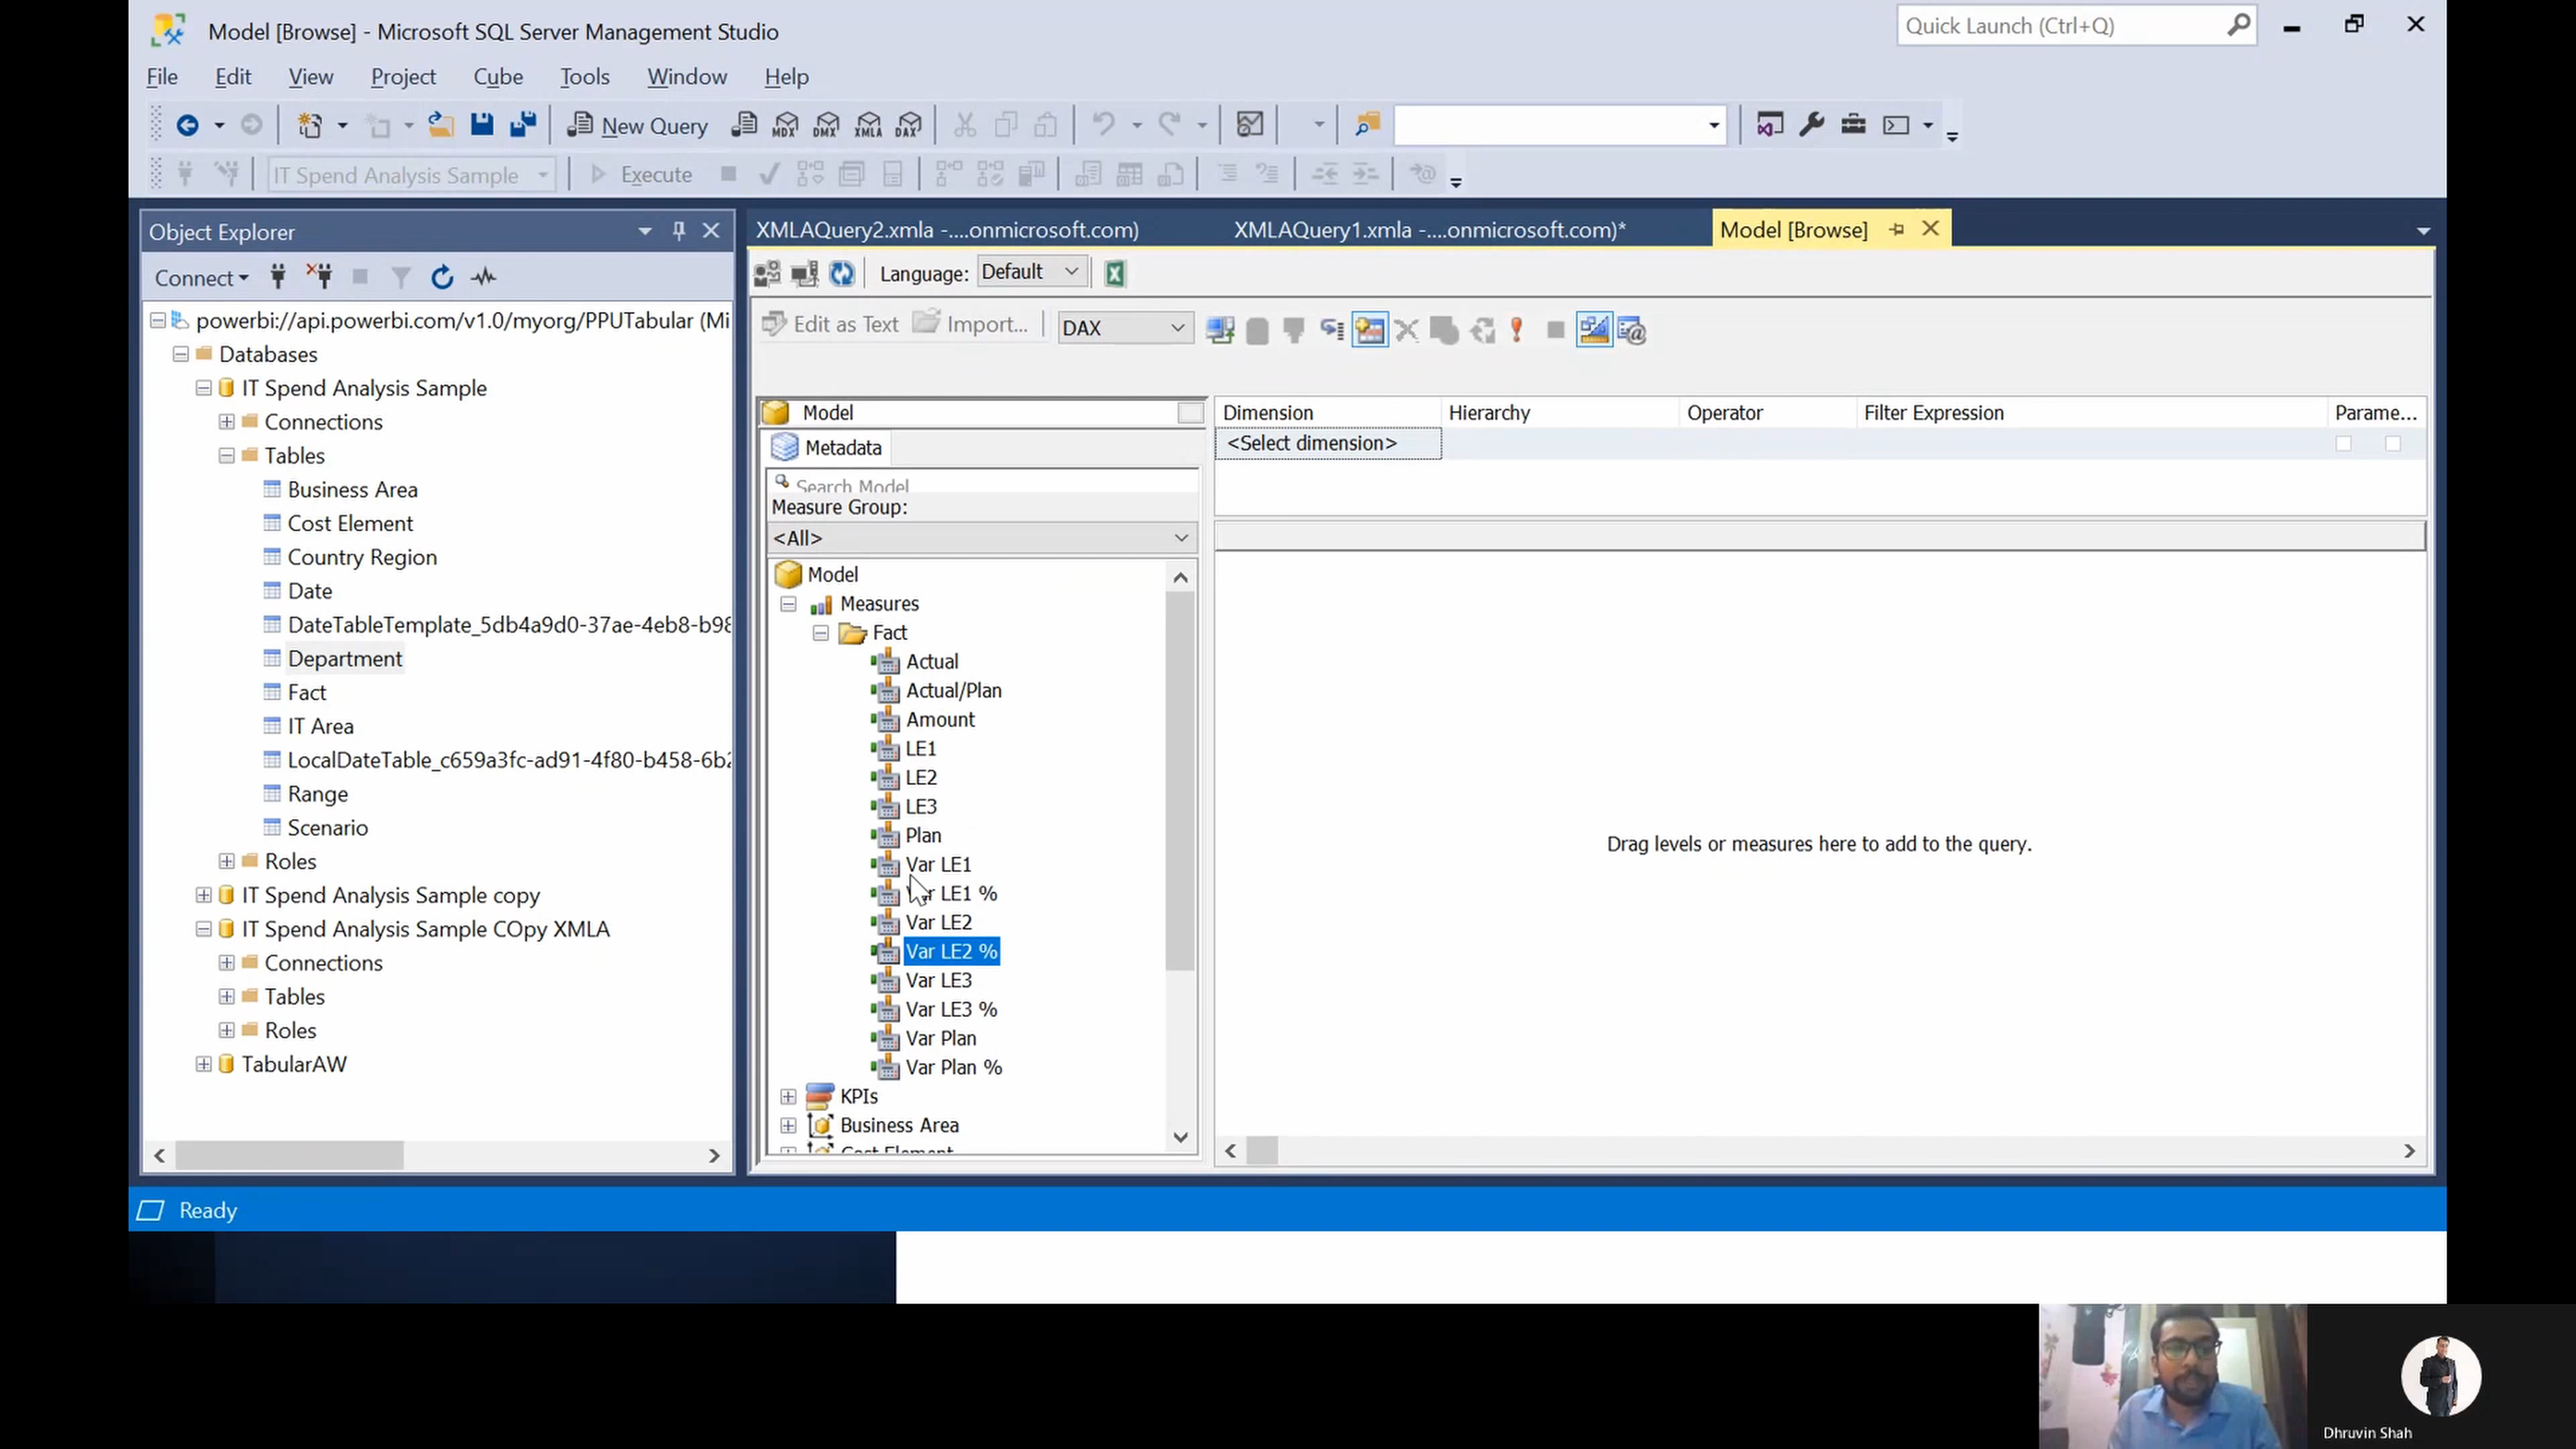 Model [Browse] - Microsoft SQL Server Management Studio
Quick Launch (Ctrl+Q)
File Edit View Project Cube Tools Window Help
New Query MDX DMX XMLA DAX
IT Spend Analysis Sample Execute
Object Explorer
Connect
powerbi://api.powerbi.com/v1.0/myorg/PPUTabular (Mi
Databases
IT Spend Analysis Sample
Connections
Tables
Business Area
Cost Element
Country Region
Date
DateTableTemplate_5db4a9d0-37ae-4eb8-b98
Department
Fact
IT Area
LocalDateTable_c659a3fc-ad91-4f80-b458-6b2
Range
Scenario
Roles
IT Spend Analysis Sample copy
IT Spend Analysis Sample COpy XMLA
Connections
Tables
Roles
TabularAW
XMLAQuery2.xmla -....onmicrosoft.com) XMLAQuery1.xmla -....onmicrosoft.com)* Model [Browse]
Language: Default
Edit as Text Import... DAX
Model
Metadata
Search Model
Measure Group:
<All>
Model
Measures
Fact
Actual
Actual/Plan
Amount
LE1
LE2
LE3
Plan
Var LE1
Var LE1 %
Var LE2
Var LE2 %
Var LE3
Var LE3 %
Var Plan
Var Plan %
KPIs
Business Area
Cost Element
Dimension Hierarchy Operator Filter Expression Parame...
<Select dimension>
Drag levels or measures here to add to the query.
Ready
Dhruvin Shah